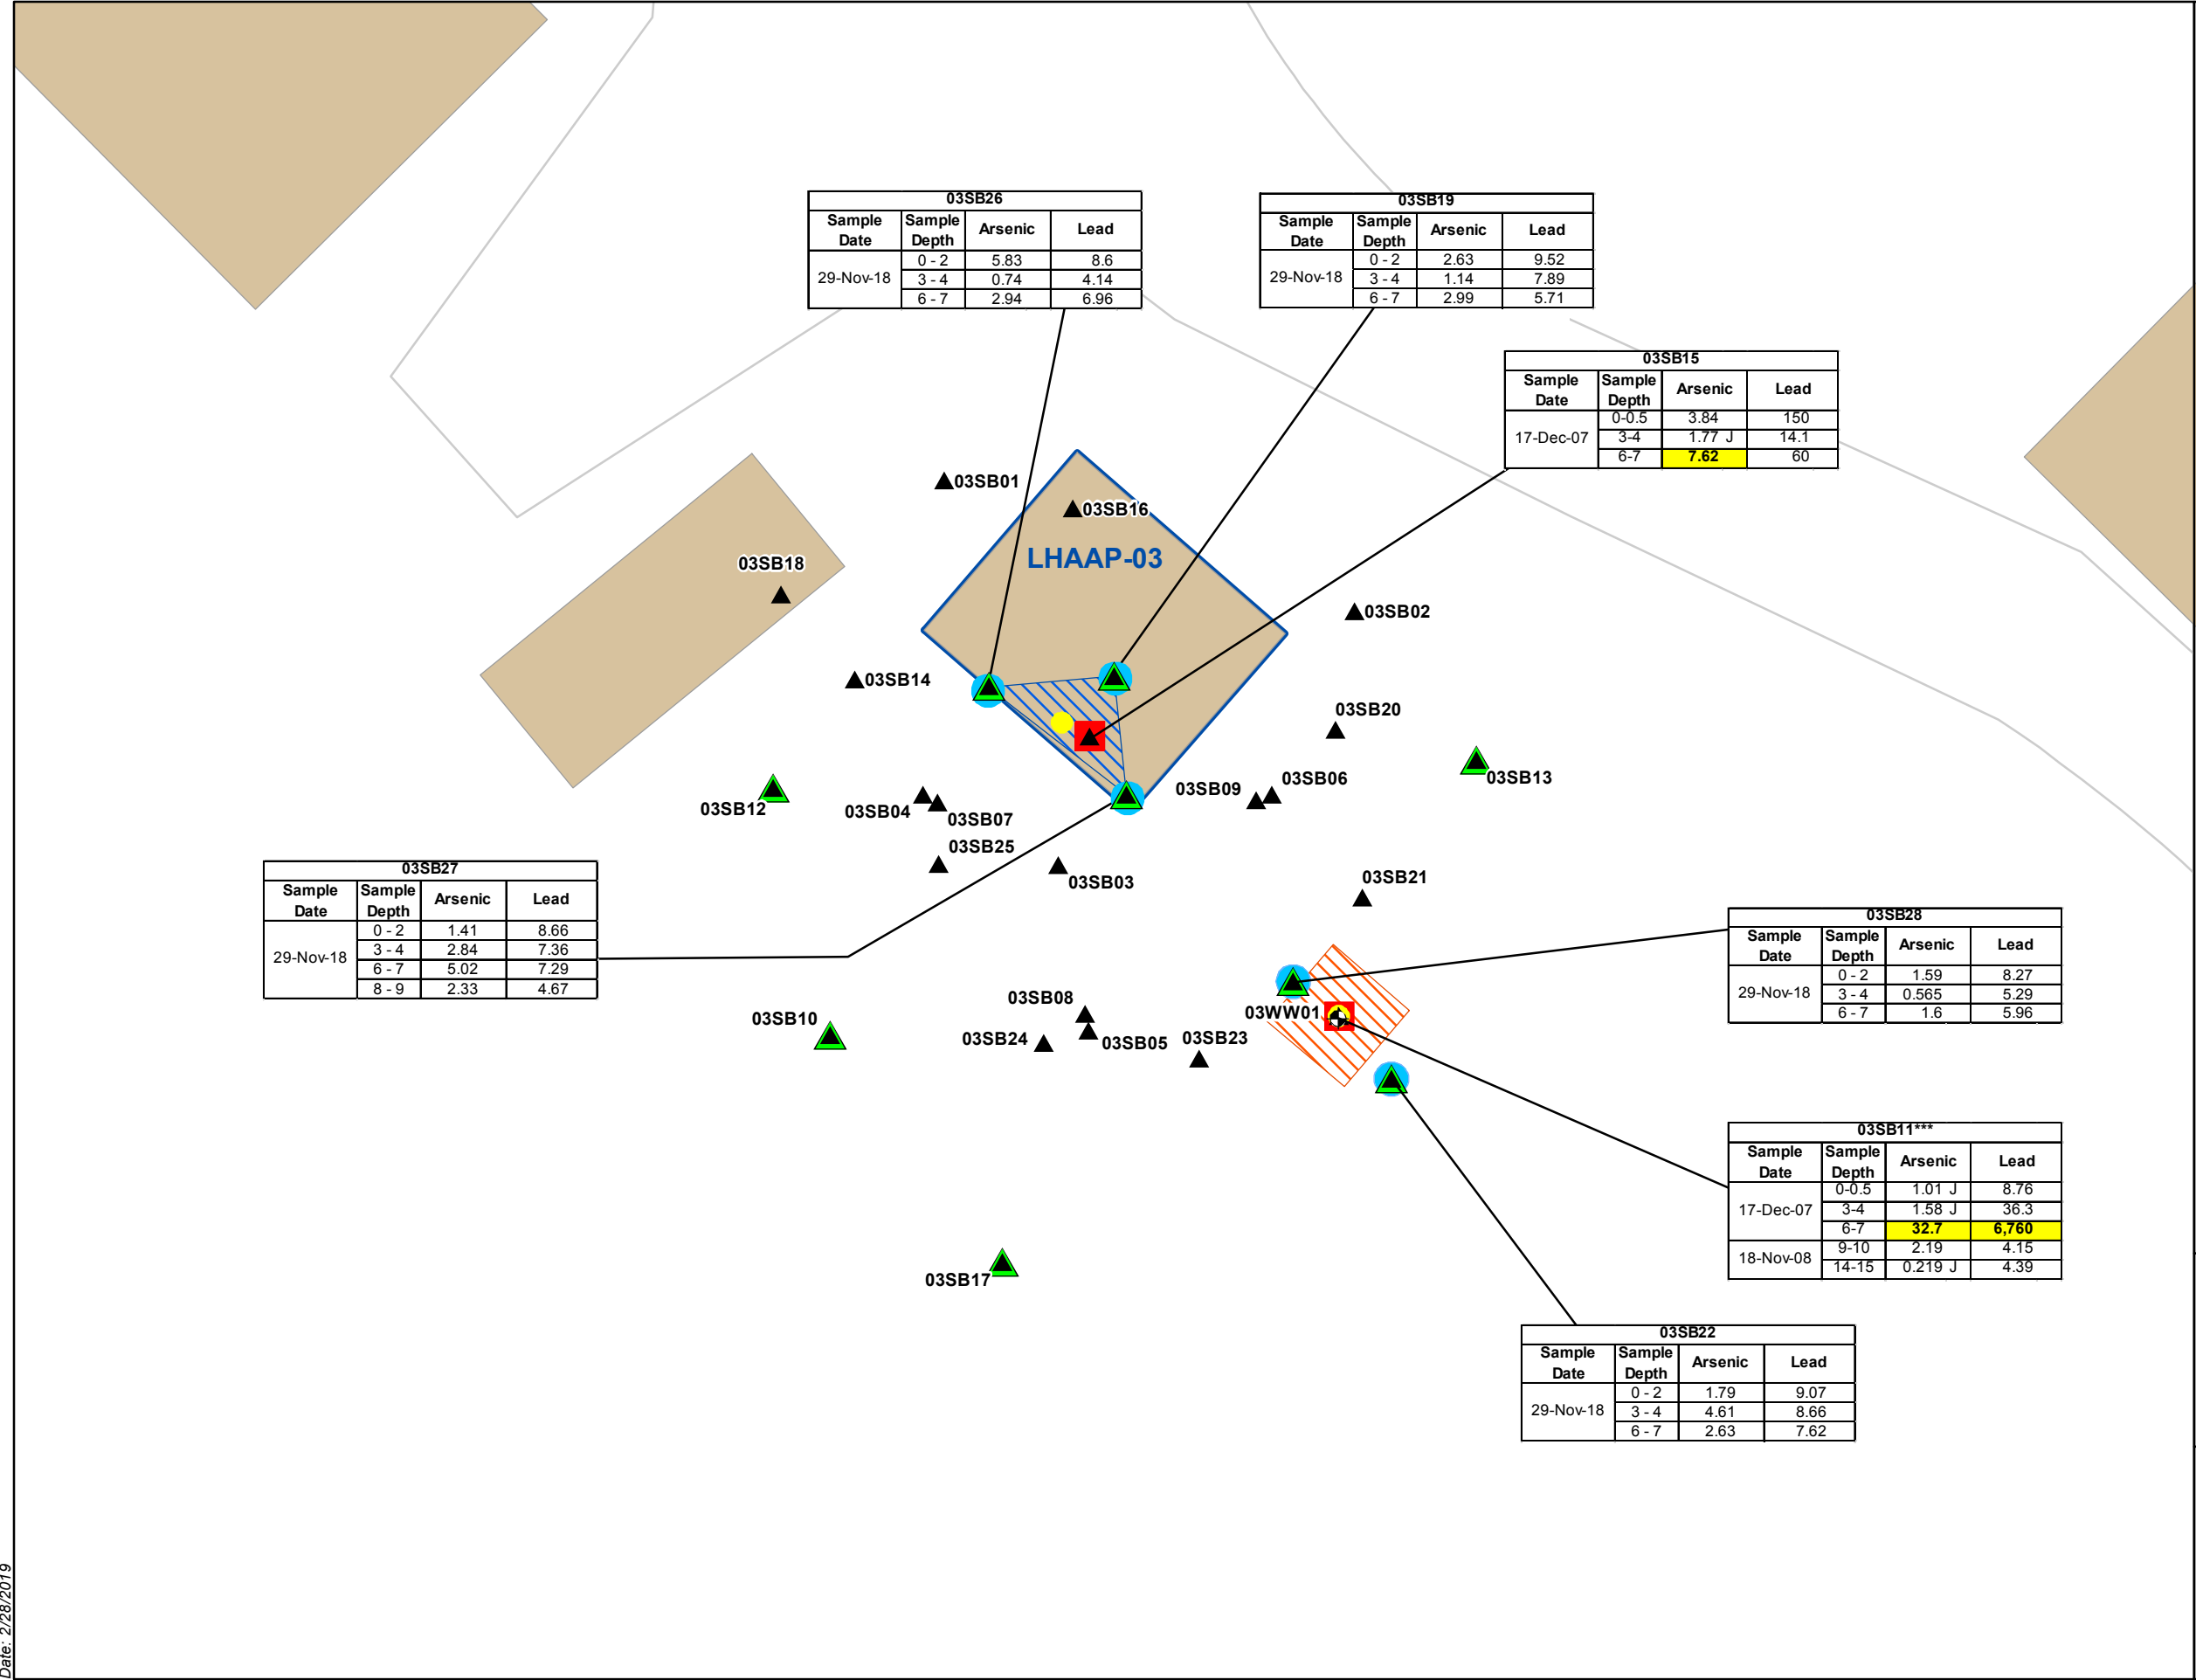 03SB26
Sample Date Sample Depth Arsenic Lead
29-Nov-18
0 - 2 5.83 8.6
3 - 4 0.74 4.14
6 - 7 2.94 6.96
03SB19
Sample Date Sample Depth Arsenic Lead
29-Nov-18
0 - 2 2.63 9.52
3 - 4 1.14 7.89
6 - 7 2.99 5.71
03SB15
Sample Date Sample Depth Arsenic Lead
17-Dec-07
0-0.5 3.84 150
3-4 1.77 J 14.1
6-7 7.62 60
03SB01
03SB16
LHAAP-03
03SB18
03SB02
03SB14
03SB20
03SB13
03SB06
03SB09
03SB12
03SB04
03SB07
03SB25
03SB03
03SB21
03SB27
Sample Date Sample Depth Arsenic Lead
29-Nov-18
0 - 2 1.41 8.66
3 - 4 2.84 7.36
6 - 7 5.02 7.29
8 - 9 2.33 4.67
03SB28
Sample Date Sample Depth Arsenic Lead
29-Nov-18
0 - 2 1.59 8.27
3 - 4 0.565 5.29
6 - 7 1.6 5.96
03SB08
03WW01
03SB10
03SB24
03SB05
03SB23
03SB11***
Sample Date Sample Depth Arsenic Lead
17-Dec-07
0-0.5 1.01 J 8.76
3-4 1.58 J 36.3
6-7 32.7 6,760
18-Nov-08
9-10 2.19 4.15
14-15 0.219 J 4.39
03SB17
03SB22
Sample Date Sample Depth Arsenic Lead
29-Nov-18
0 - 2 1.79 9.07
3 - 4 4.61 8.66
6 - 7 2.63 7.62
Date: 2/28/2019